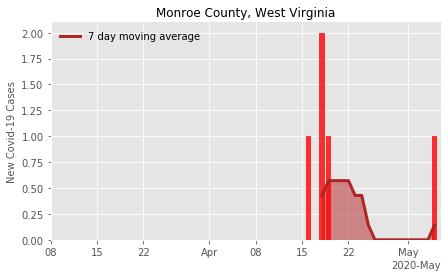 Monroe County, West Virginia
7 day moving average
New Covid-19 Cases
2.00
1.75
1.50
1.25
1.00
0.75
0.50
0.25
0.00
08 15 22 Apr 08 15 22 May
2020-May